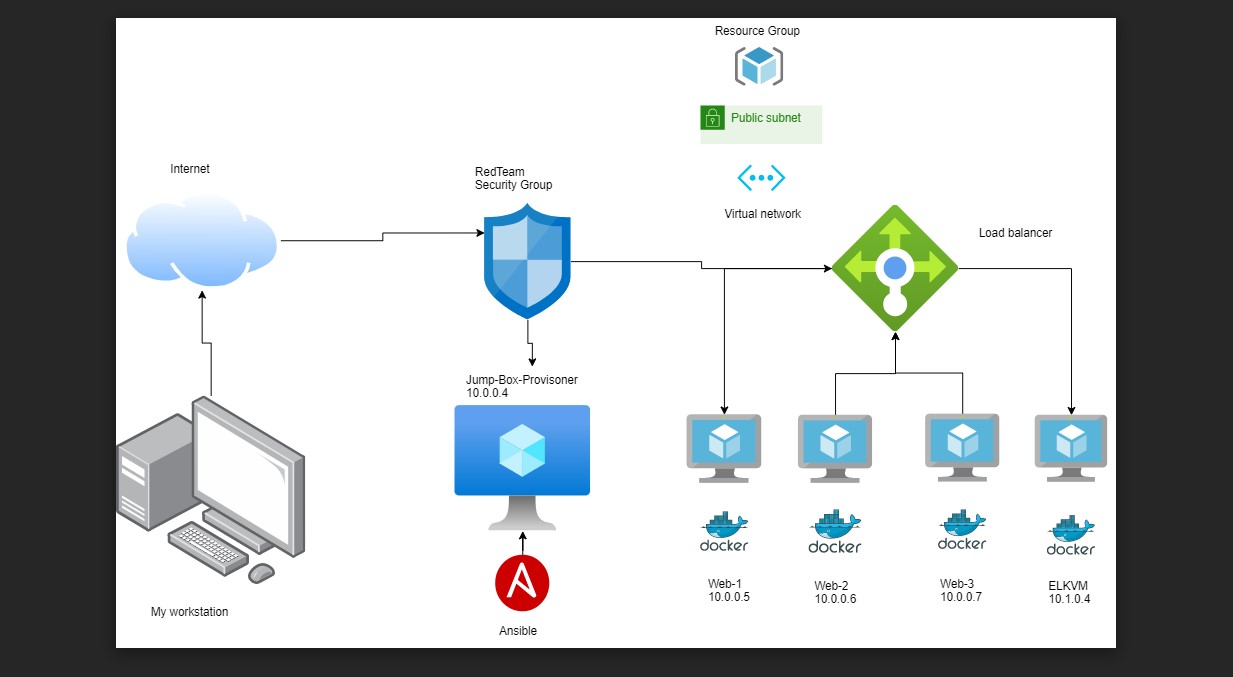 Resource Group
Public subnet
Internet
RedTeam
Security Group
Virtual network
Load balancer
Jump-Box-Provisoner
10.0.0.4
docker
docker
docker
docker
Web-1
10.0.0.5
Web-2
10.0.0.6
Web-3
10.0.0.7
ELKVM
10.1.0.4
My workstation
Ansible